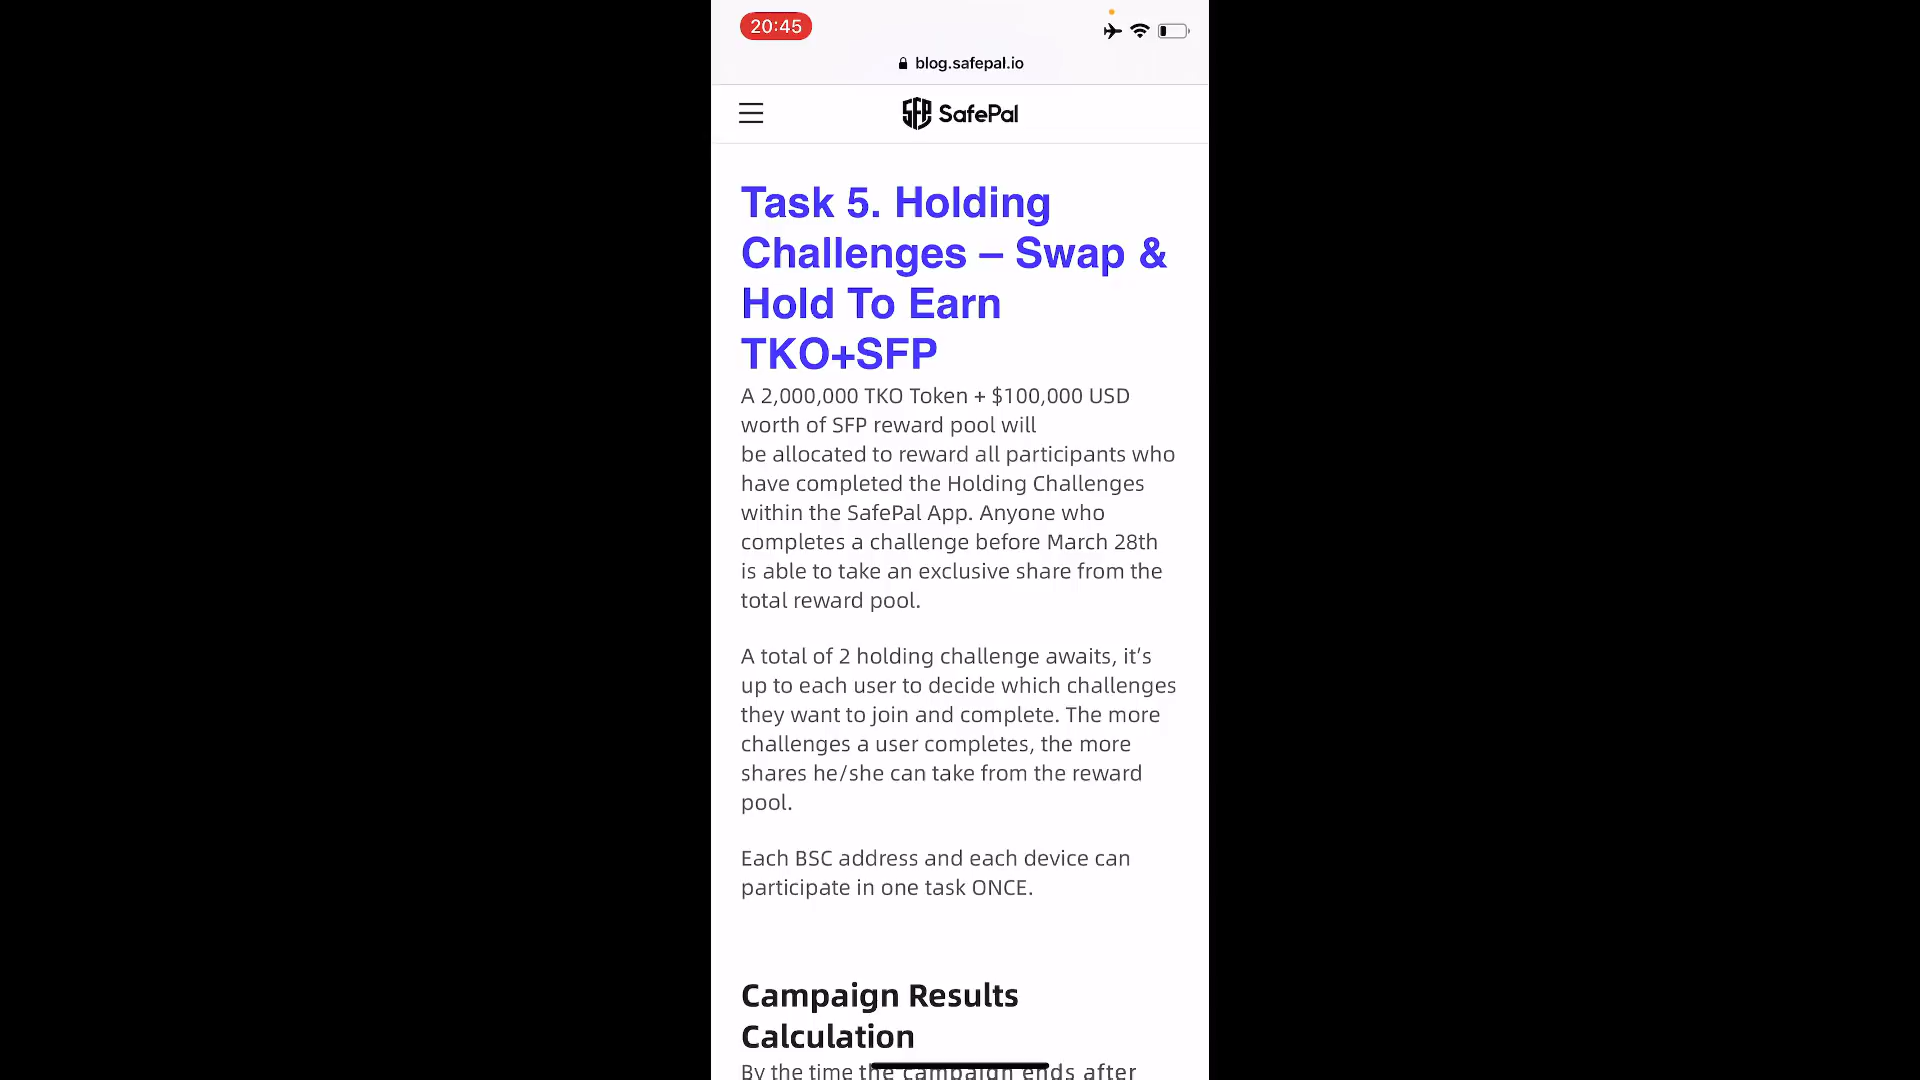 20:45
blog.safepal.io
SFP SafePal
Task 5. Holding
Challenges – Swap &
Hold To Earn
TKO+SFP
A 2,000,000 TKO Token + $100,000 USD
worth of SFP reward pool will
be allocated to reward all participants who
have completed the Holding Challenges
within the SafePal App. Anyone who
completes a challenge before March 28th
is able to take an exclusive share from the
total reward pool.
A total of 2 holding challenge awaits, it’s
up to each user to decide which challenges
they want to join and complete. The more
challenges a user completes, the more
shares he/she can take from the reward
pool.
Each BSC address and each device can
participate in one task ONCE.
Campaign Results
Calculation
By the time the campaign ends after